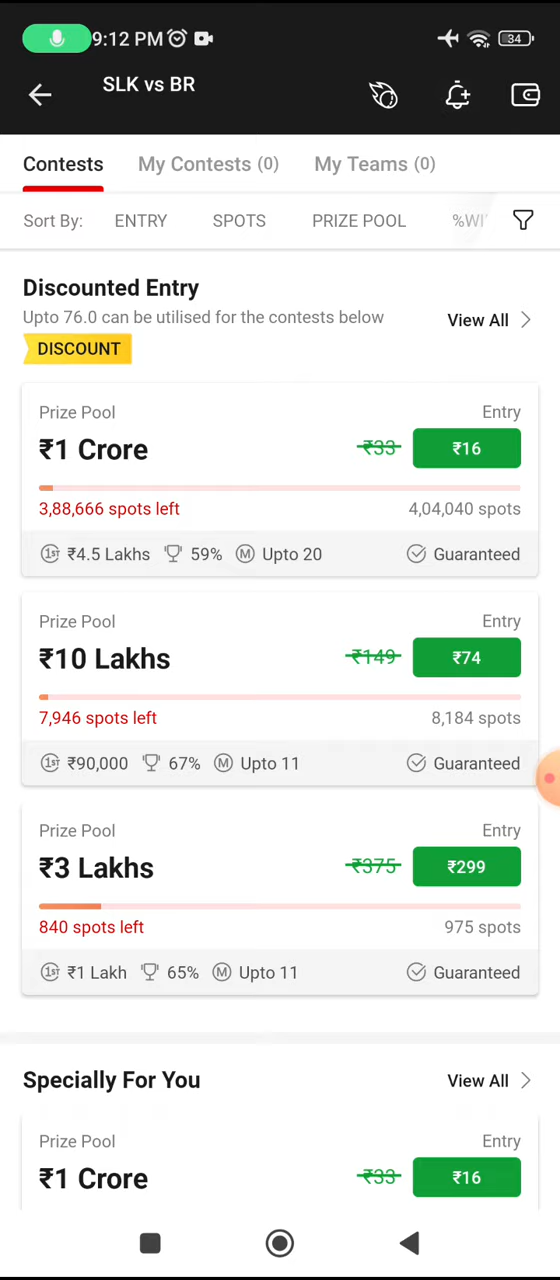 9:12 PM 34
SLK vs BR
Contests My Contests (0) My Teams (0)
Sort By: ENTRY SPOTS PRIZE POOL %WI
Discounted Entry
Upto 76.0 can be utilised for the contests below View All
DISCOUNT
Prize Pool Entry
₹1 Crore ₹33 ₹16
3,88,666 spots left 4,04,040 spots
1st ₹4.5 Lakhs 59% M Upto 20 Guaranteed
Prize Pool Entry
₹10 Lakhs ₹149 ₹74
7,946 spots left 8,184 spots
1st ₹90,000 67% M Upto 11 Guaranteed
Prize Pool Entry
₹3 Lakhs ₹375 ₹299
840 spots left 975 spots
1st ₹1 Lakh 65% M Upto 11 Guaranteed
Specially For You View All
Prize Pool Entry
₹1 Crore ₹33 ₹16